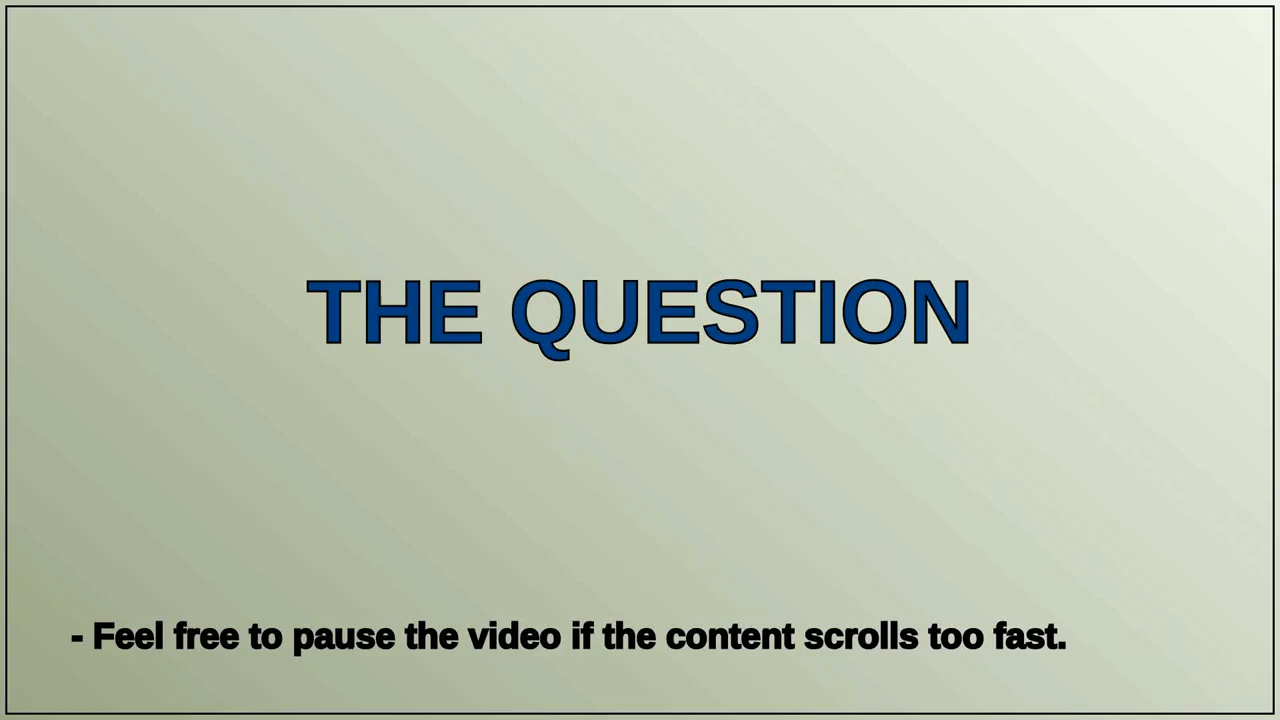 THE QUESTION
- Feel free to pause the video if the content scrolls too fast.